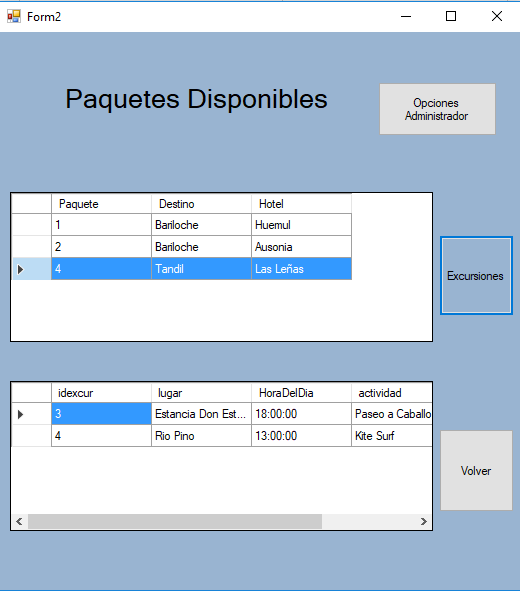 Form2
Paquetes Disponibles
Opciones
Administrador
Paquete Destino Hotel
1 Bariloche Huemul
2 Bariloche Ausonia
4 Tandil Las Leñas
Excursiones
idexcur lugar HoraDelDia actividad
3 Estancia Don Est... 18:00:00 Paseo a Caballo
4 Rio Pino 13:00:00 Kite Surf
Volver